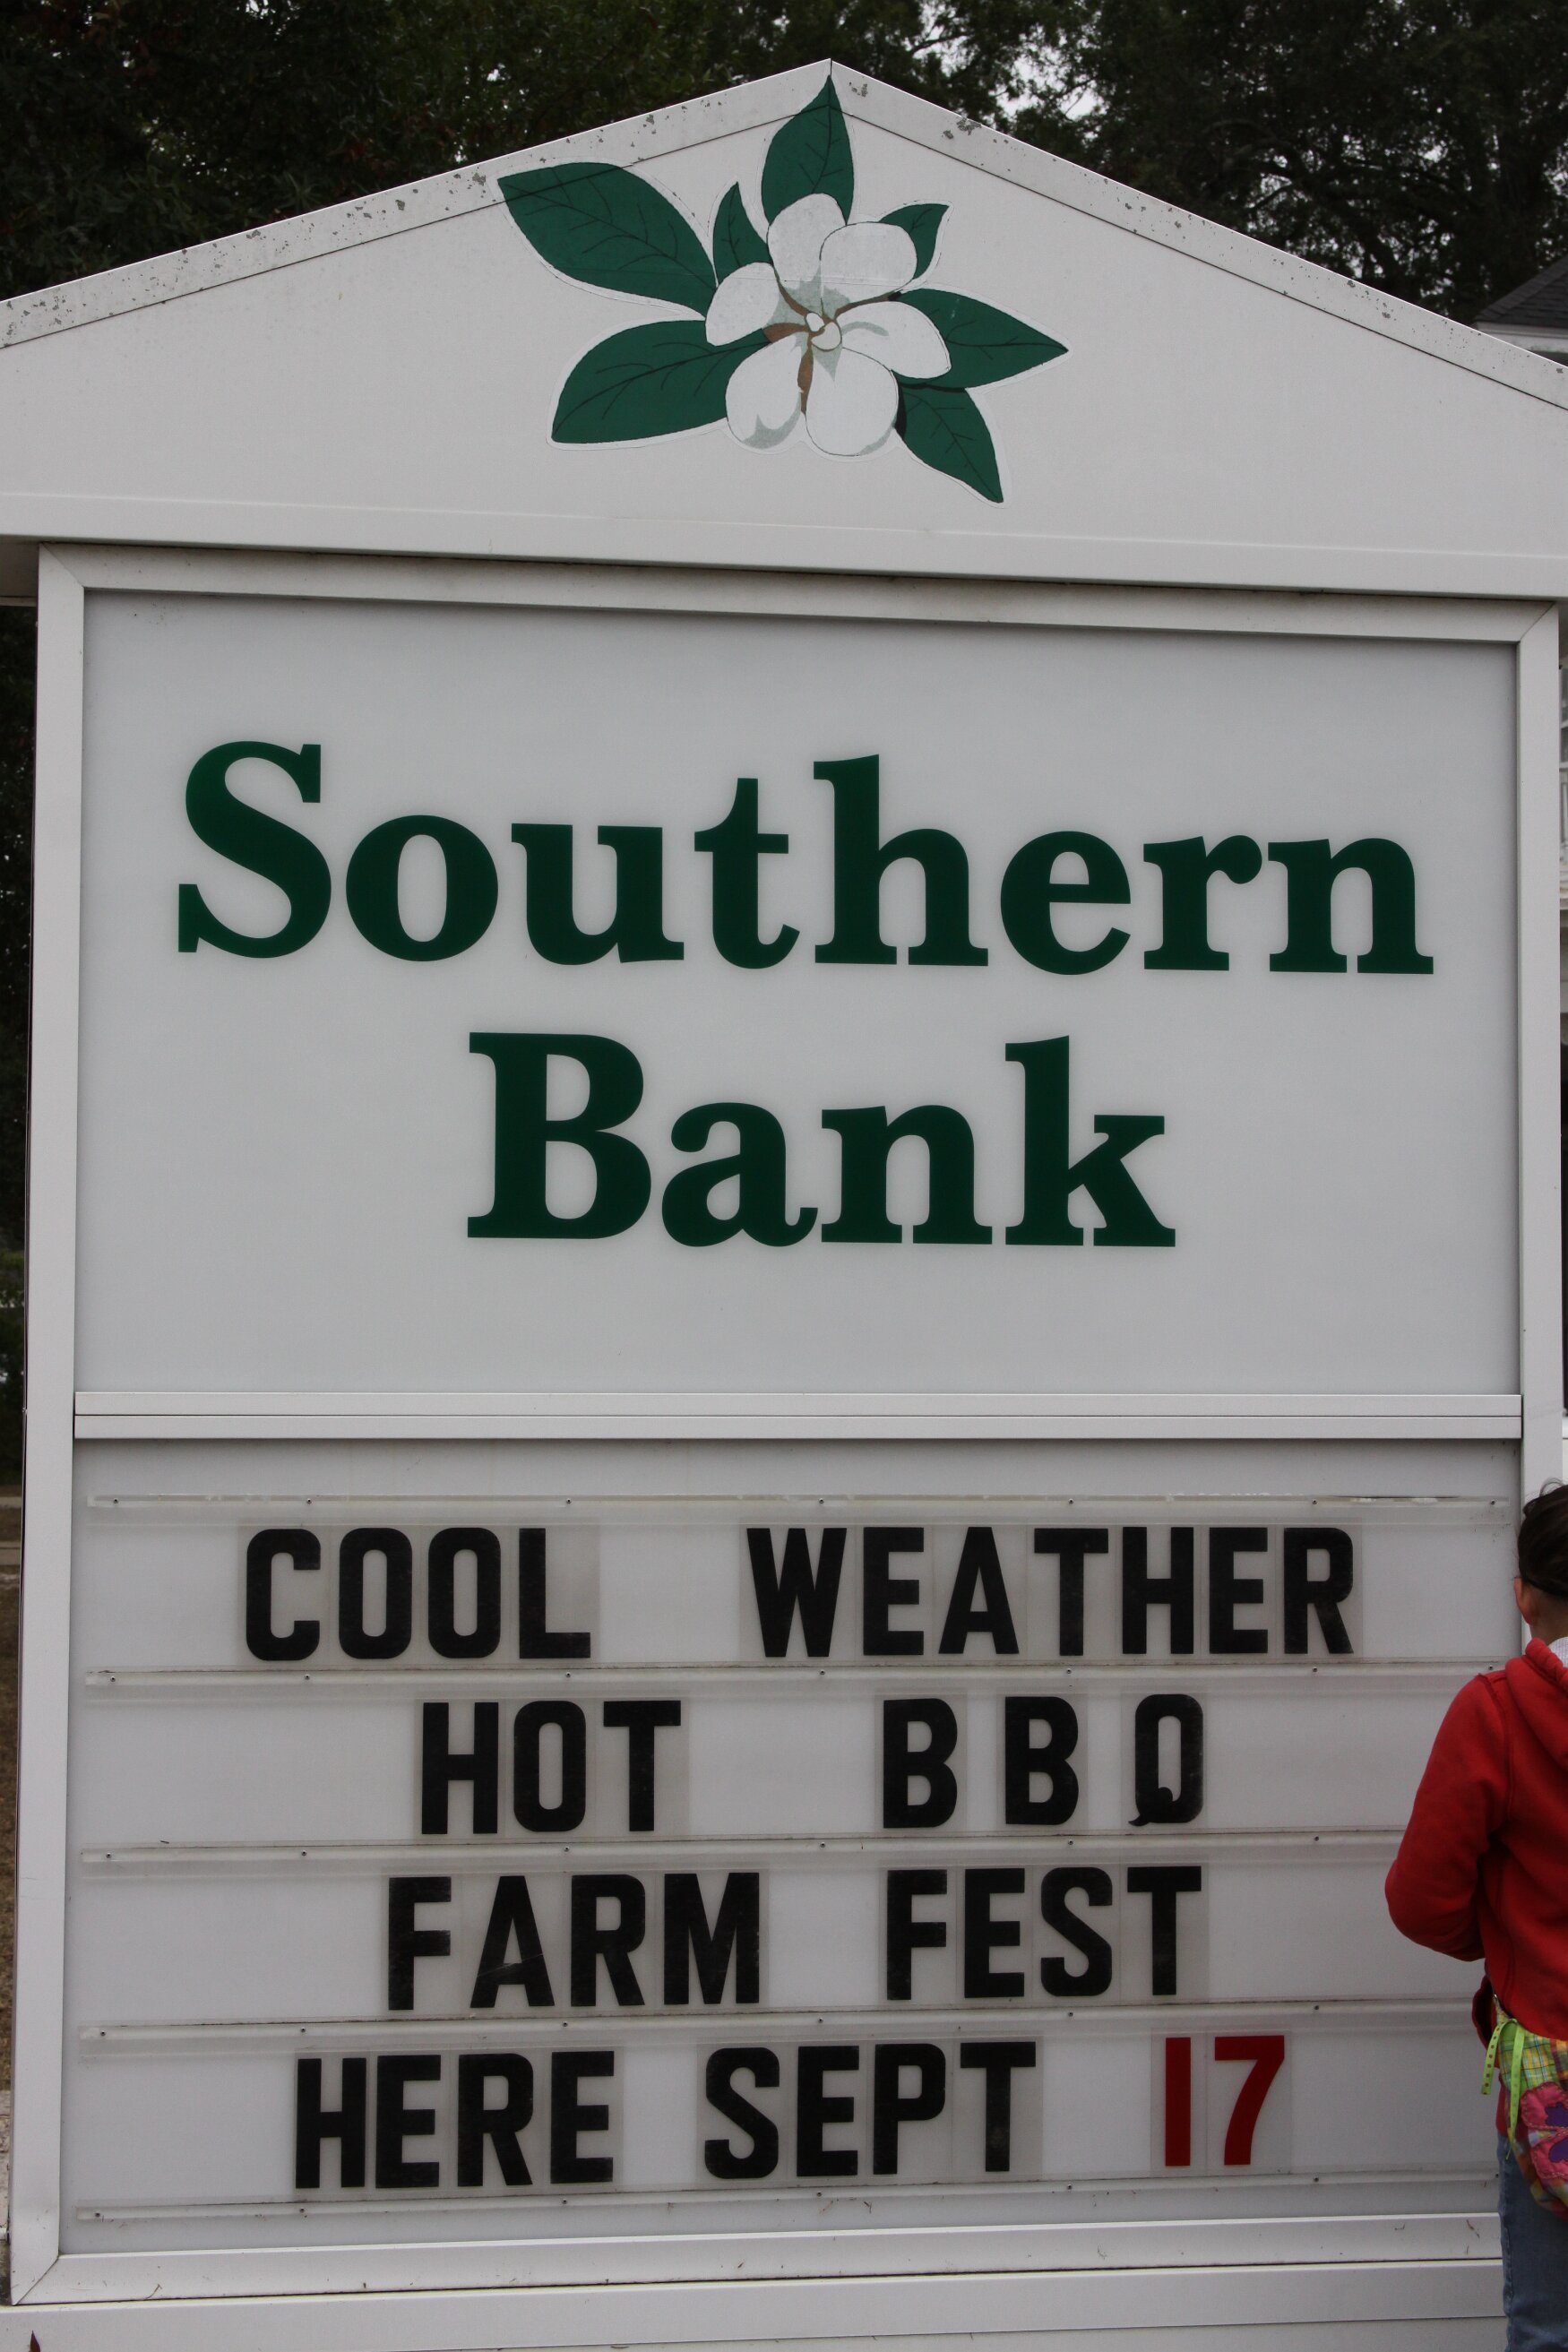 Southern
Bank
COOL WEATHER
HOT BBQ
FARM FEST
HERE SEPT 17